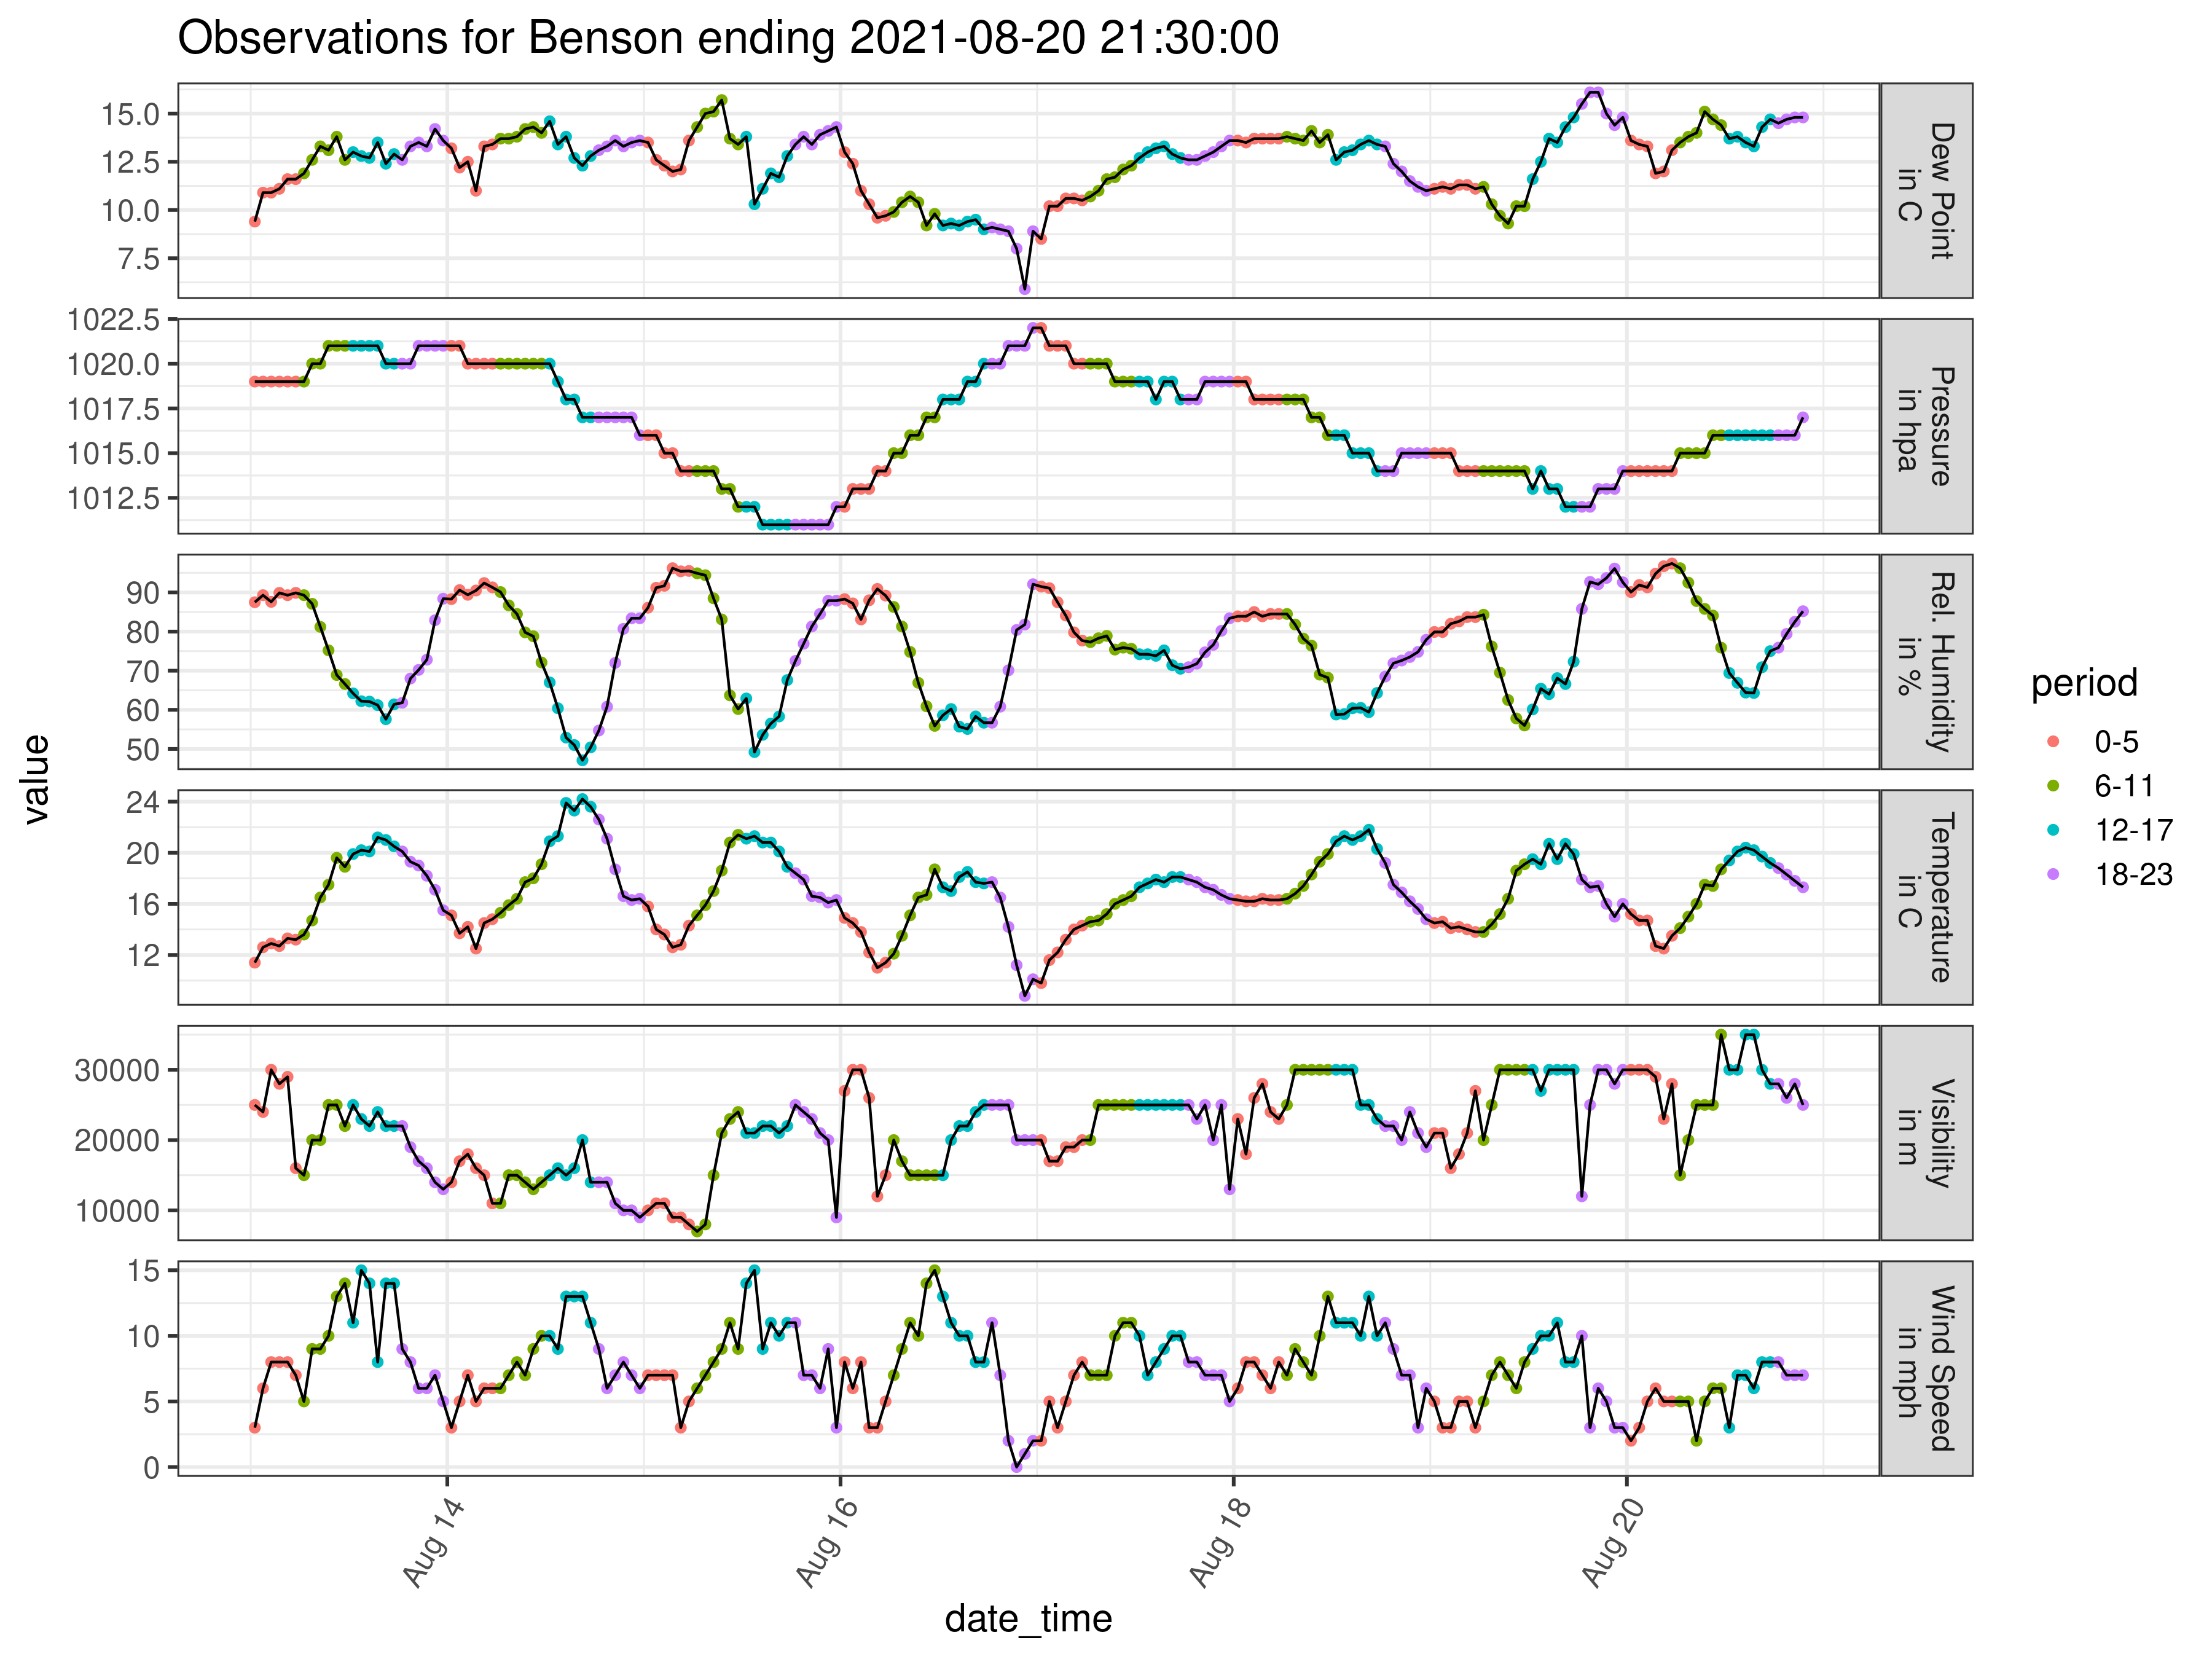 Observations for Benson ending 2021-08-20 21:30:00
value
15.0
12.5
10.0
7.5
Dew Point
in C
1022.5
1020.0
1017.5
1015.0
1012.5
Pressure
in hpa
90
80
70
60
50
Rel. Humidity
in %
24
20
16
12
Temperature
in C
30000
20000
10000
Visibility
in m
15
10
5
0
Wind Speed
in mph
Aug 14
Aug 16
Aug 18
Aug 20
date_time
period
0-5
6-11
12-17
18-23